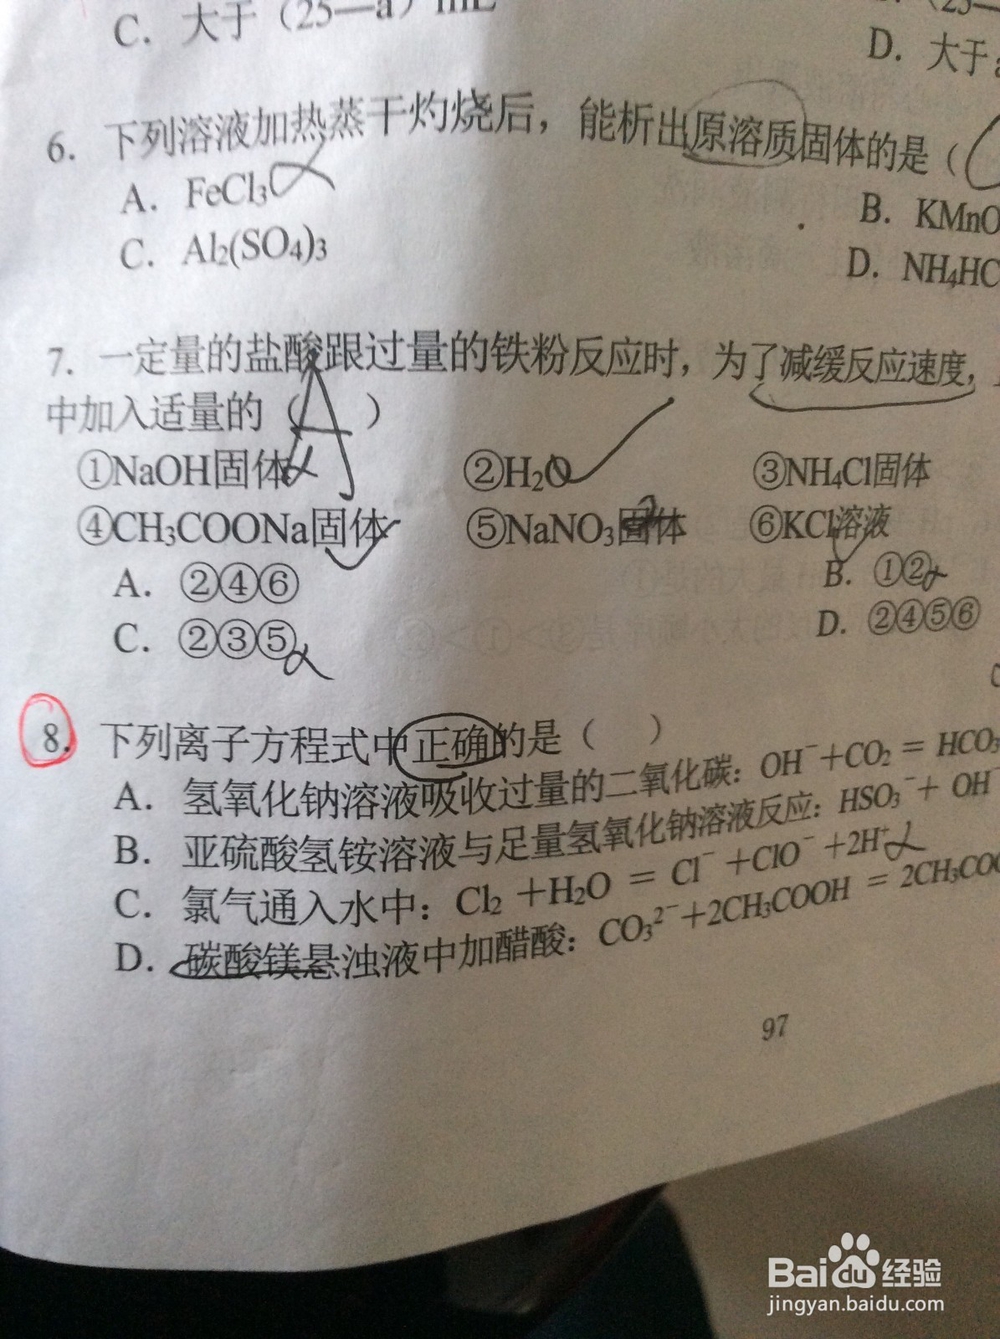 C. 大于（25—a）mL
D. 大于
6. 下列溶液加热蒸干灼烧后，能析出原溶质固体的是（
A. FeCl₃
B. KMnO
C. Al₂(SO₄)₃
D. NH₄HC
7. 一定量的盐酸跟过量的铁粉反应时，为了减缓反应速度，
中加入适量的（A）
①NaOH固体 ②H₂O ③NH₄Cl固体
④CH₃COONa固体 ⑤NaNO₃固体 ⑥KCl溶液
A. ②④⑥
B. ①②
C. ②③⑤
D. ②④⑤⑥
8. 下列离子方程式中正确的是（ ）
A. 氢氧化钠溶液吸收过量的二氧化碳：OH⁻+CO₂ = HCO₃
B. 亚硫酸氢铵溶液与足量氢氧化钠溶液反应：HSO₃⁻+ OH⁻
C. 氯气通入水中：Cl₂ +H₂O = Cl⁻ +ClO⁻ +2H⁺
D. 碳酸镁悬浊液中加醋酸：CO₃²⁻+2CH₃COOH = 2CH₃COO
97
Baidu经验
jingyan.baidu.com